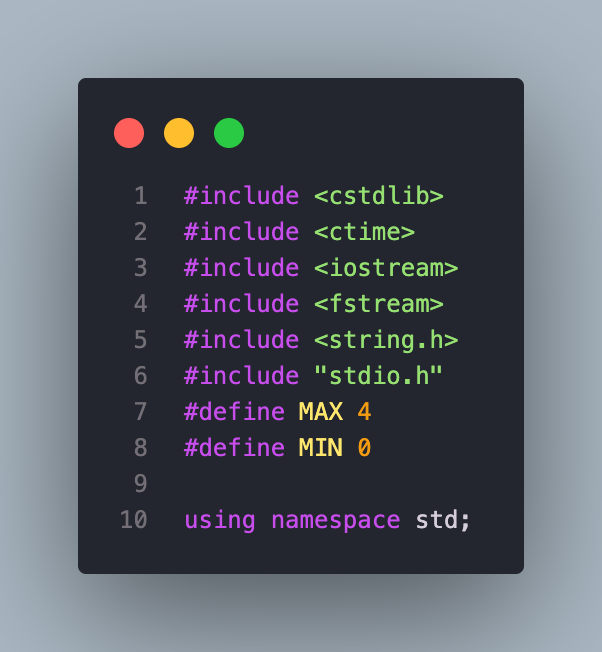 1 #include <cstdlib>
2 #include <ctime>
3 #include <iostream>
4 #include <fstream>
5 #include <string.h>
6 #include "stdio.h"
7 #define MAX 4
8 #define MIN 0
9
10 using namespace std;